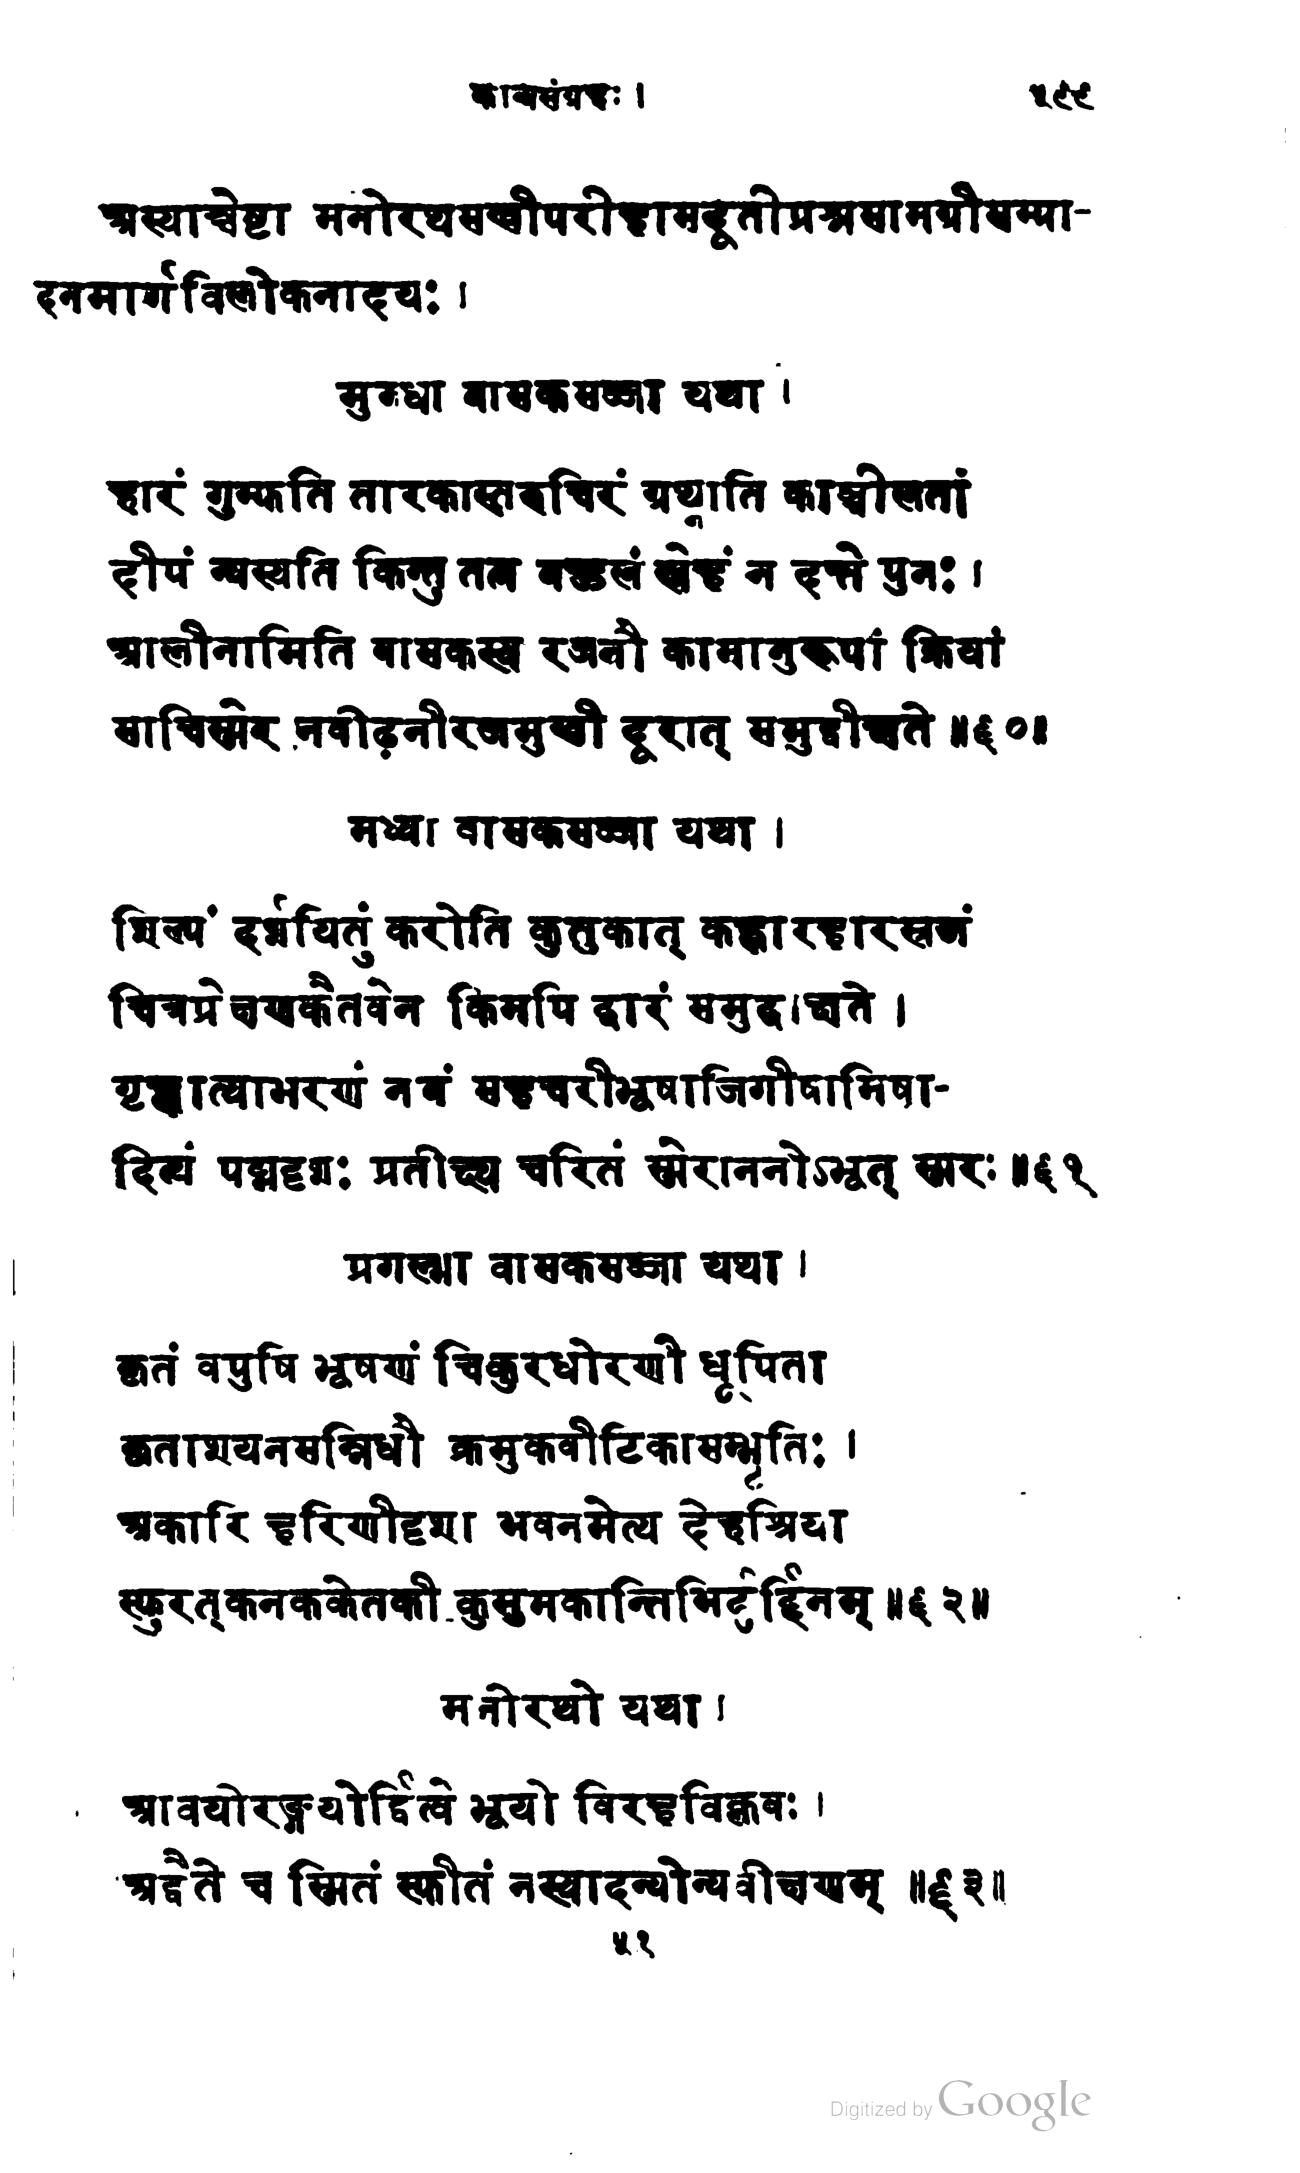 काव्यसंग्रहः । ५९९
अस्याश्चेष्टा मनोरथसखीपरीहासदूतीप्रश्नसामग्रीसम्पा-
दनमार्गविलोकनादयः ।
मुग्धा वासकसज्जा यथा ।
हारं गुम्फति तारकास्तरुचिरं ग्रथ्नाति काञ्चीलतां
दीपं न्यस्यति किन्तु तत्र बहुलं स्नेहं न दत्ते पुनः ।
आलीनामिति वासकस्य रजनौ कामानुरूपां क्रियां
साचिस्मेर नवोढनीरजमुखी दूरात् समुद्वीक्षते ॥६०॥
मध्या वासकसज्जा यथा ।
शिल्पं दर्शयितुं करोति कुतुकात् कह्लारहारस्रजं
चित्रप्रेक्षणकैतवेन किमपि द्वारं समुद्वीक्षते ।
गृह्णात्याभरणं नवं सहचरीभूषाजिगीषामिषा-
दित्थं पद्मदृशः प्रतीक्ष्य चरितं स्मेराननोऽभूत् स्मरः ॥६१
प्रगल्भा वासकसज्जा यथा ।
कृतं वपुषि भूषणं चिकुरधोरणी धूपिता
कृताशयनसन्निधौ क्रमुकवीटिकासम्भृतिः ।
अकारि हरिणीदृशा भवनमेत्य देहश्रिया
स्फुरत्कनककेतकी कुसुमकान्तिभिर्दुर्द्दिनम् ॥६२॥
मनोरथो यथा ।
आवयोरङ्गयोर्द्वित्वे भूयो विरहविक्लवः ।
अद्वैते च स्मितं स्फीतं नस्यादन्योन्यवीक्षणम् ॥६३॥
५१
Digitized by Google